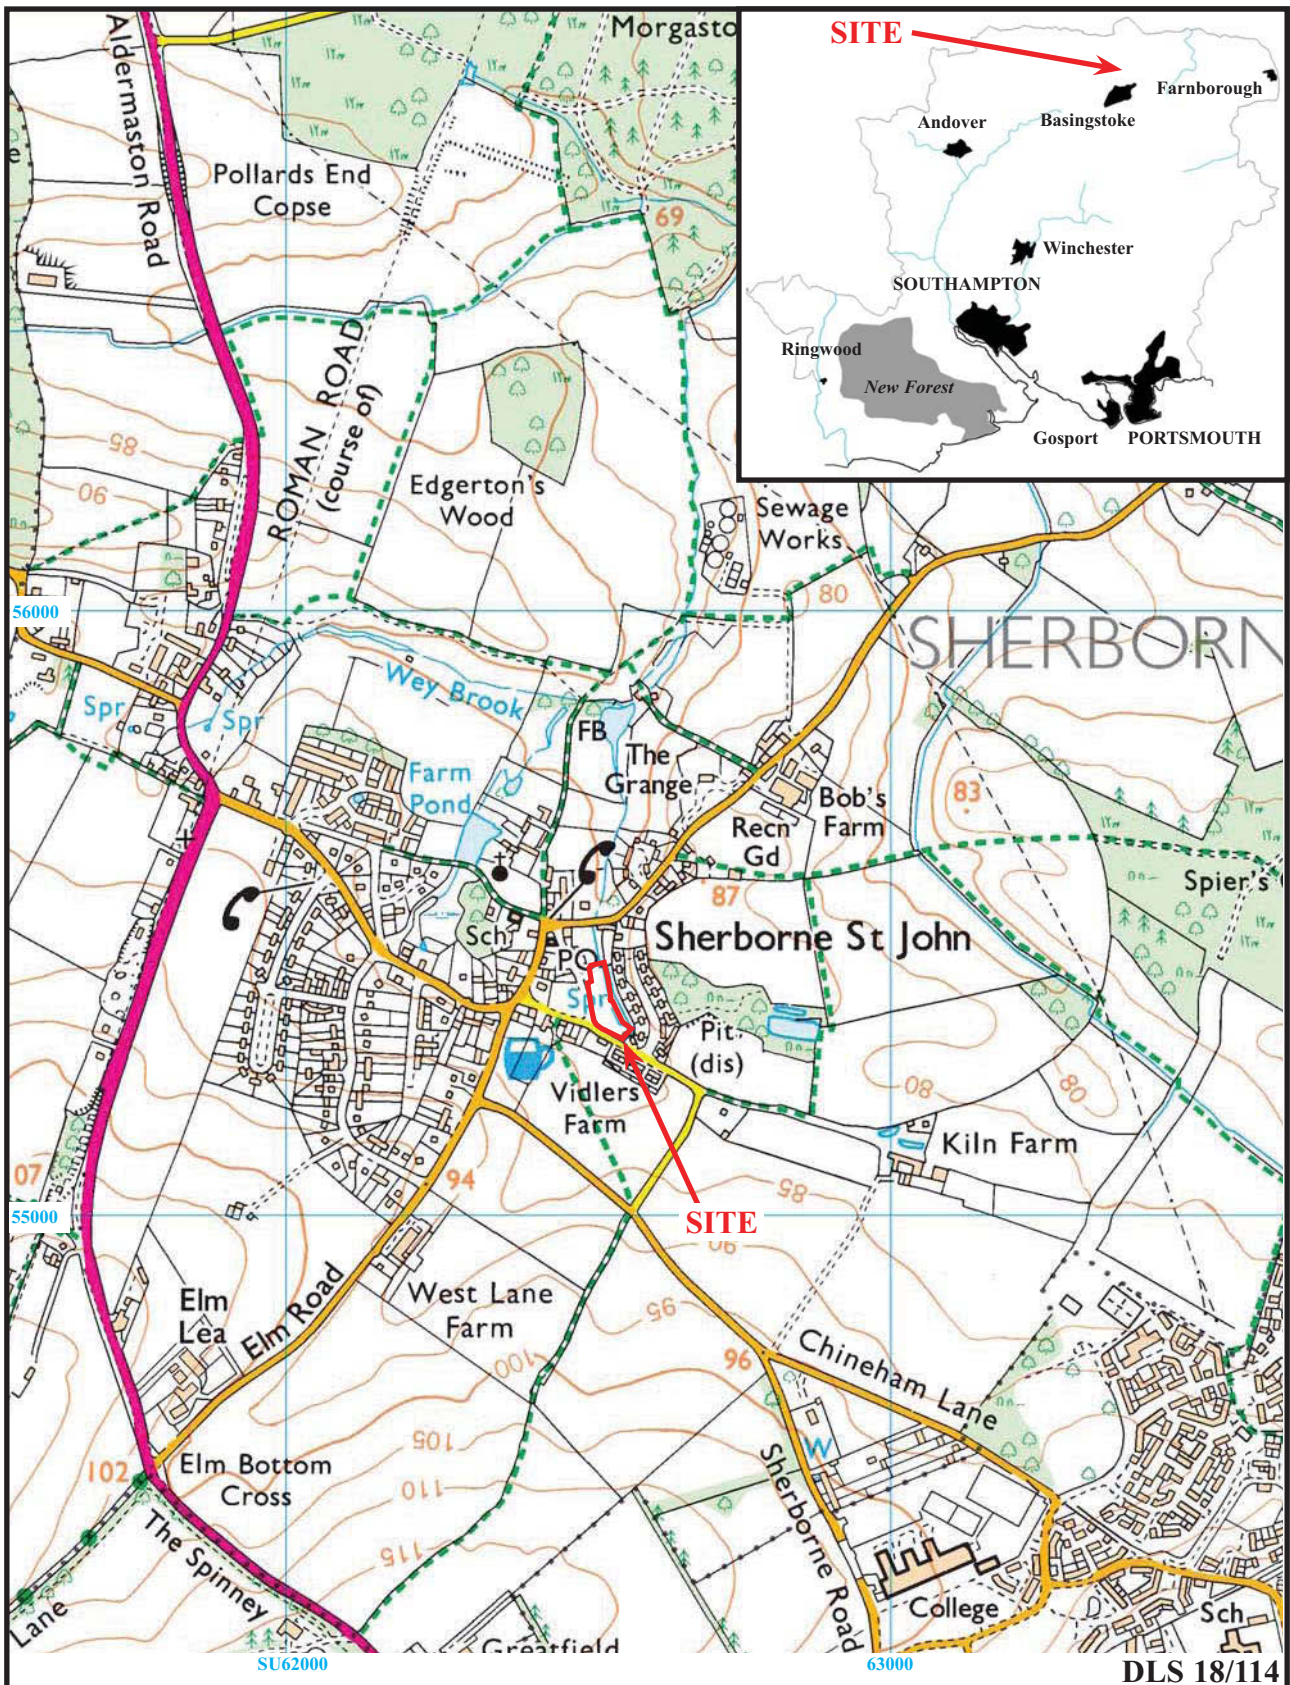 Morgasto
Aldermaston Road
Pollards End
Copse
69
SITE
Farnborough
Andover
Basingstoke
Winchester
SOUTHAMPTON
Ringwood
New Forest
Gosport
PORTSMOUTH
ROMAN ROAD
(course of)
85
90
Edgerton's
Wood
Sewage
Works
80
56000
SHERBORN
Wey Brook
Spr
Spr
FB
The
Grange
Farm
Pond
Bob's
Farm
83
Recn
Gd
87
Spier's
Sch
Sherborne St John
PO
Spr
Pit
(dis)
Vidlers
Farm
80
80
Kiln Farm
07
94
85
55000
SITE
90
Elm
Lea
Elm Road
West Lane
Farm
95
100
96
Chineham Lane
105
102
Elm Bottom
Cross
110
W
Sherborne Road
115
The Spinney
Lane
College
Sch
Greatfield
SU62000
63000
DLS 18/114